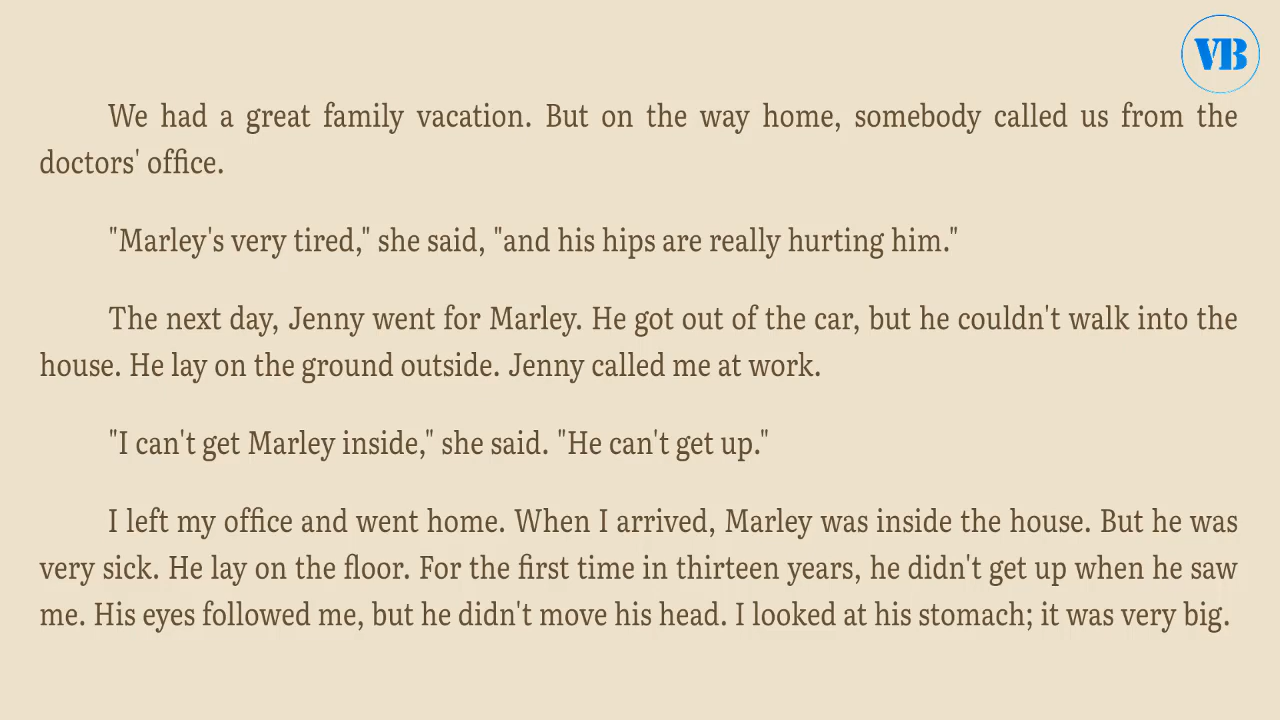 VB
We had a great family vacation. But on the way home, somebody called us from the
doctors' office.
"Marley's very tired," she said, "and his hips are really hurting him."
The next day, Jenny went for Marley. He got out of the car, but he couldn't walk into the
house. He lay on the ground outside. Jenny called me at work.
"I can't get Marley inside," she said. "He can't get up."
I left my office and went home. When I arrived, Marley was inside the house. But he was
very sick. He lay on the floor. For the first time in thirteen years, he didn't get up when he saw
me. His eyes followed me, but he didn't move his head. I looked at his stomach; it was very big.